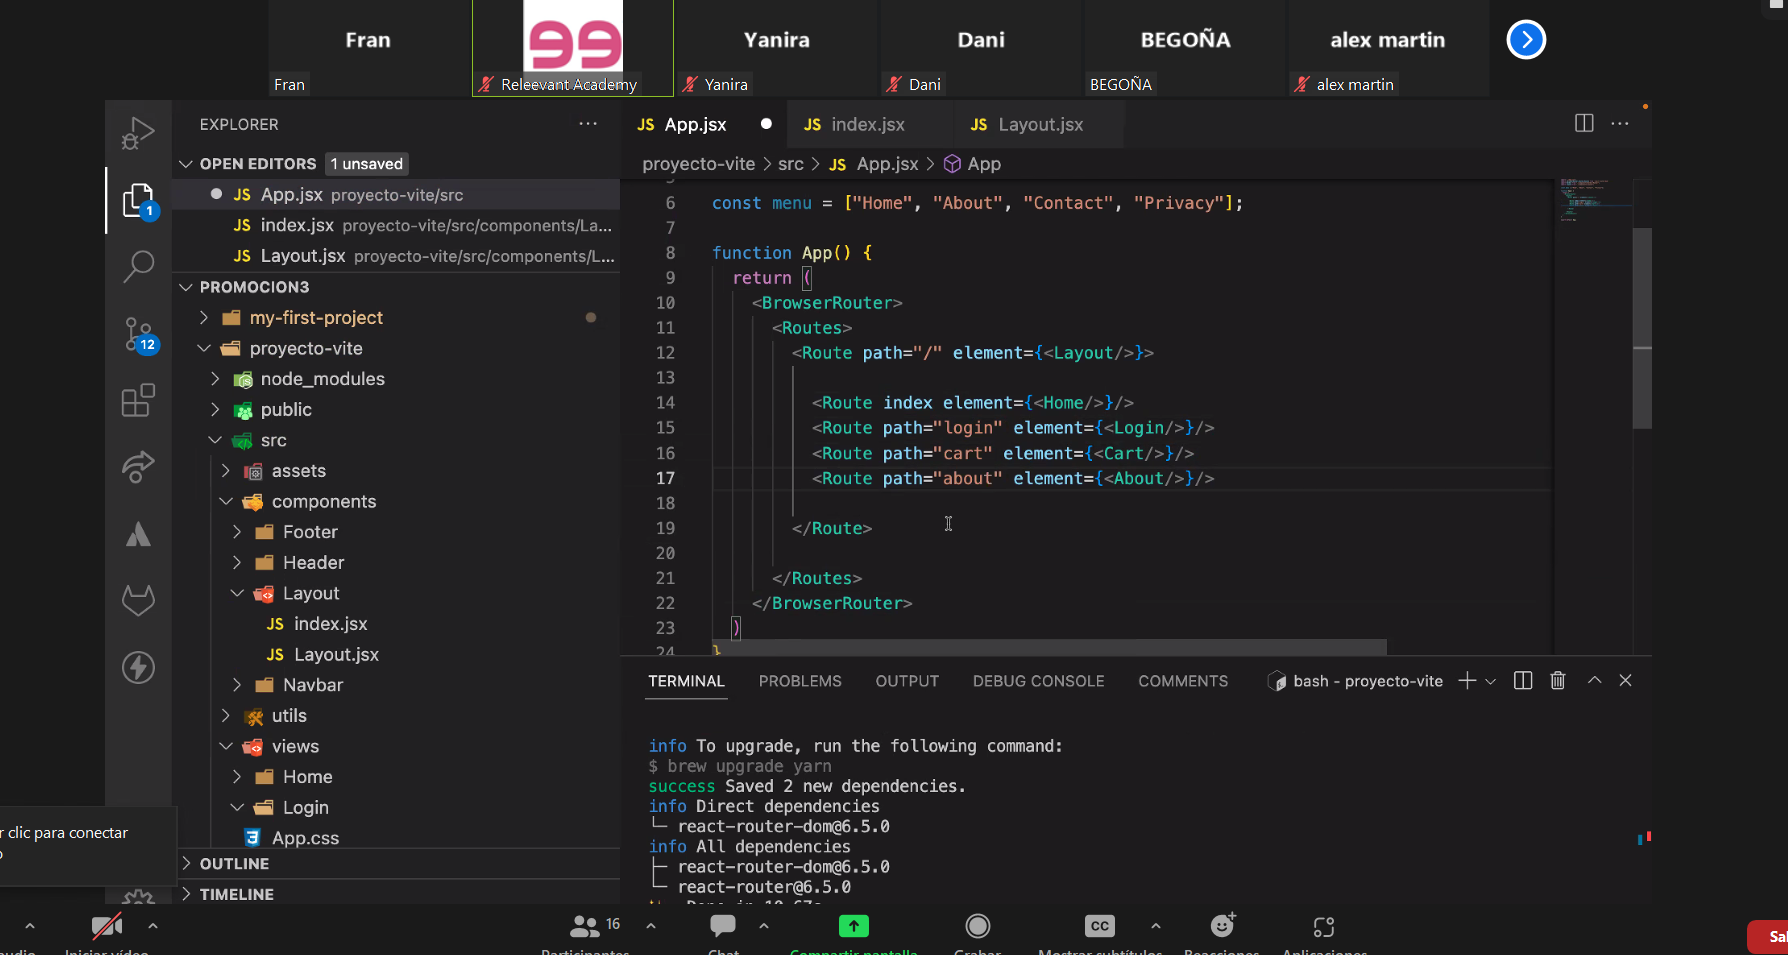 Fran
Yanira
Dani
BEGOÑA
alex martin
Fran
Releevant Academy
Yanira
Dani
BEGOÑA
alex martin
EXPLORER
OPEN EDITORS 1 unsaved
JS App.jsx proyecto-vite/src
JS index.jsx proyecto-vite/src/components/La...
JS Layout.jsx proyecto-vite/src/components/L...
PROMOCION3
my-first-project
proyecto-vite
node_modules
public
src
assets
components
Footer
Header
Layout
JS index.jsx
JS Layout.jsx
Navbar
utils
views
Home
Login
App.css
OUTLINE
TIMELINE
1
12
r clic para conectar
o
JS App.jsx
JS index.jsx
JS Layout.jsx
proyecto-vite > src > JS App.jsx > App
6 const menu = ["Home", "About", "Contact", "Privacy"];
7
8 function App() {
9 return (
10 <BrowserRouter>
11 <Routes>
12 <Route path="/" element={<Layout/>}>
13
14 <Route index element={<Home/>}/>
15 <Route path="login" element={<Login/>}/>
16 <Route path="cart" element={<Cart/>}/>
17 <Route path="about" element={<About/>}/>
18
19 </Route>
20
21 </Routes>
22 </BrowserRouter>
23 )
24 }
TERMINAL PROBLEMS OUTPUT DEBUG CONSOLE COMMENTS bash - proyecto-vite
info To upgrade, run the following command:
$ brew upgrade yarn
success Saved 2 new dependencies.
info Direct dependencies
└─ react-router-dom@6.5.0
info All dependencies
├─ react-router-dom@6.5.0
└─ react-router@6.5.0
16
CC
Iniciar vídeo
Participantes
Chat
Compartir pantalla
Grabar
Mostrar subtítulos
Reacciones
Aplicaciones
Sal